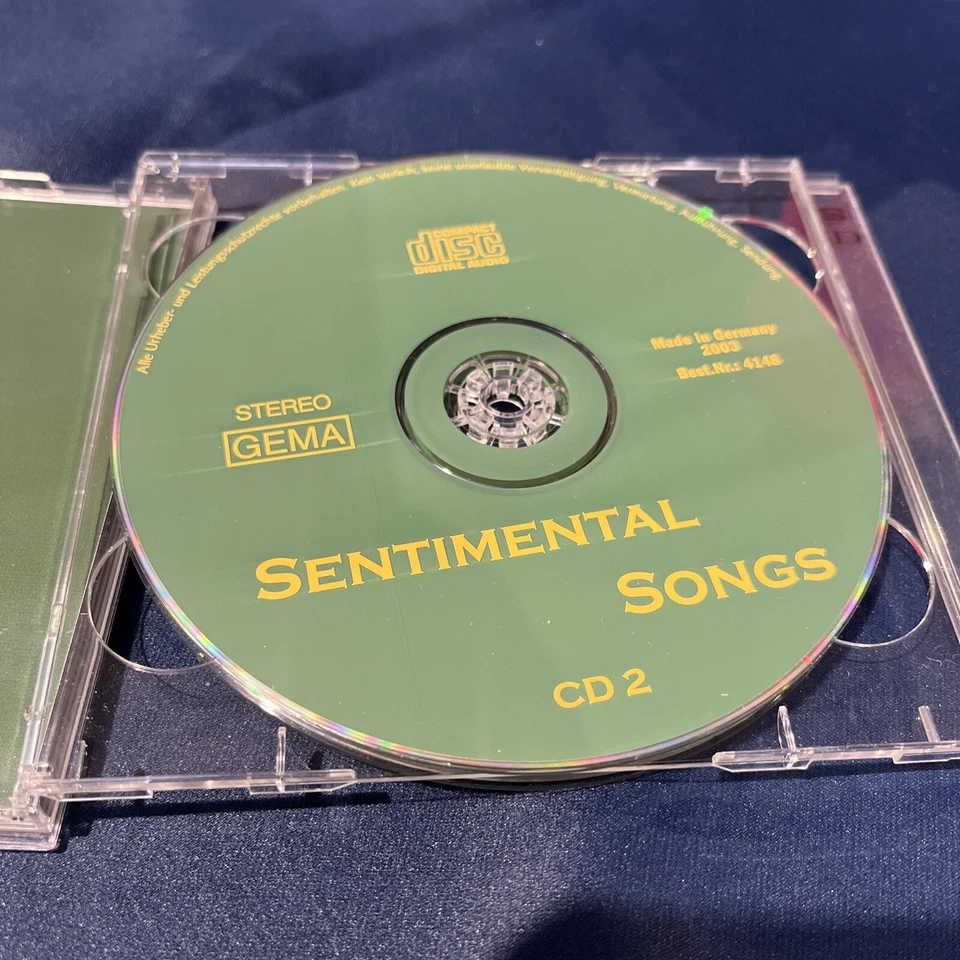 Alle Urheber- und Leistungsschutzrechte vorbehalten. Kein Verleih, keine unerlaubte Vervielfältigung, Vermietung, Aufführung, Sendung
COMPACT
disc
DIGITAL AUDIO
Made in Germany
2003
Best.Nr.: 4148
STEREO
GEMA
SENTIMENTAL
SONGS
CD 2